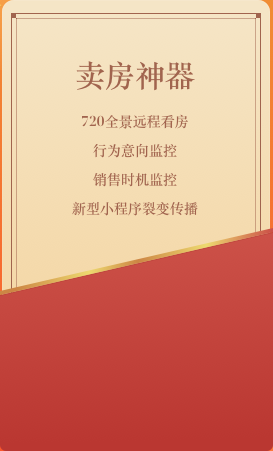 卖房神器
720全景远程看房
行为意向监控
销售时机监控
新型小程序裂变传播